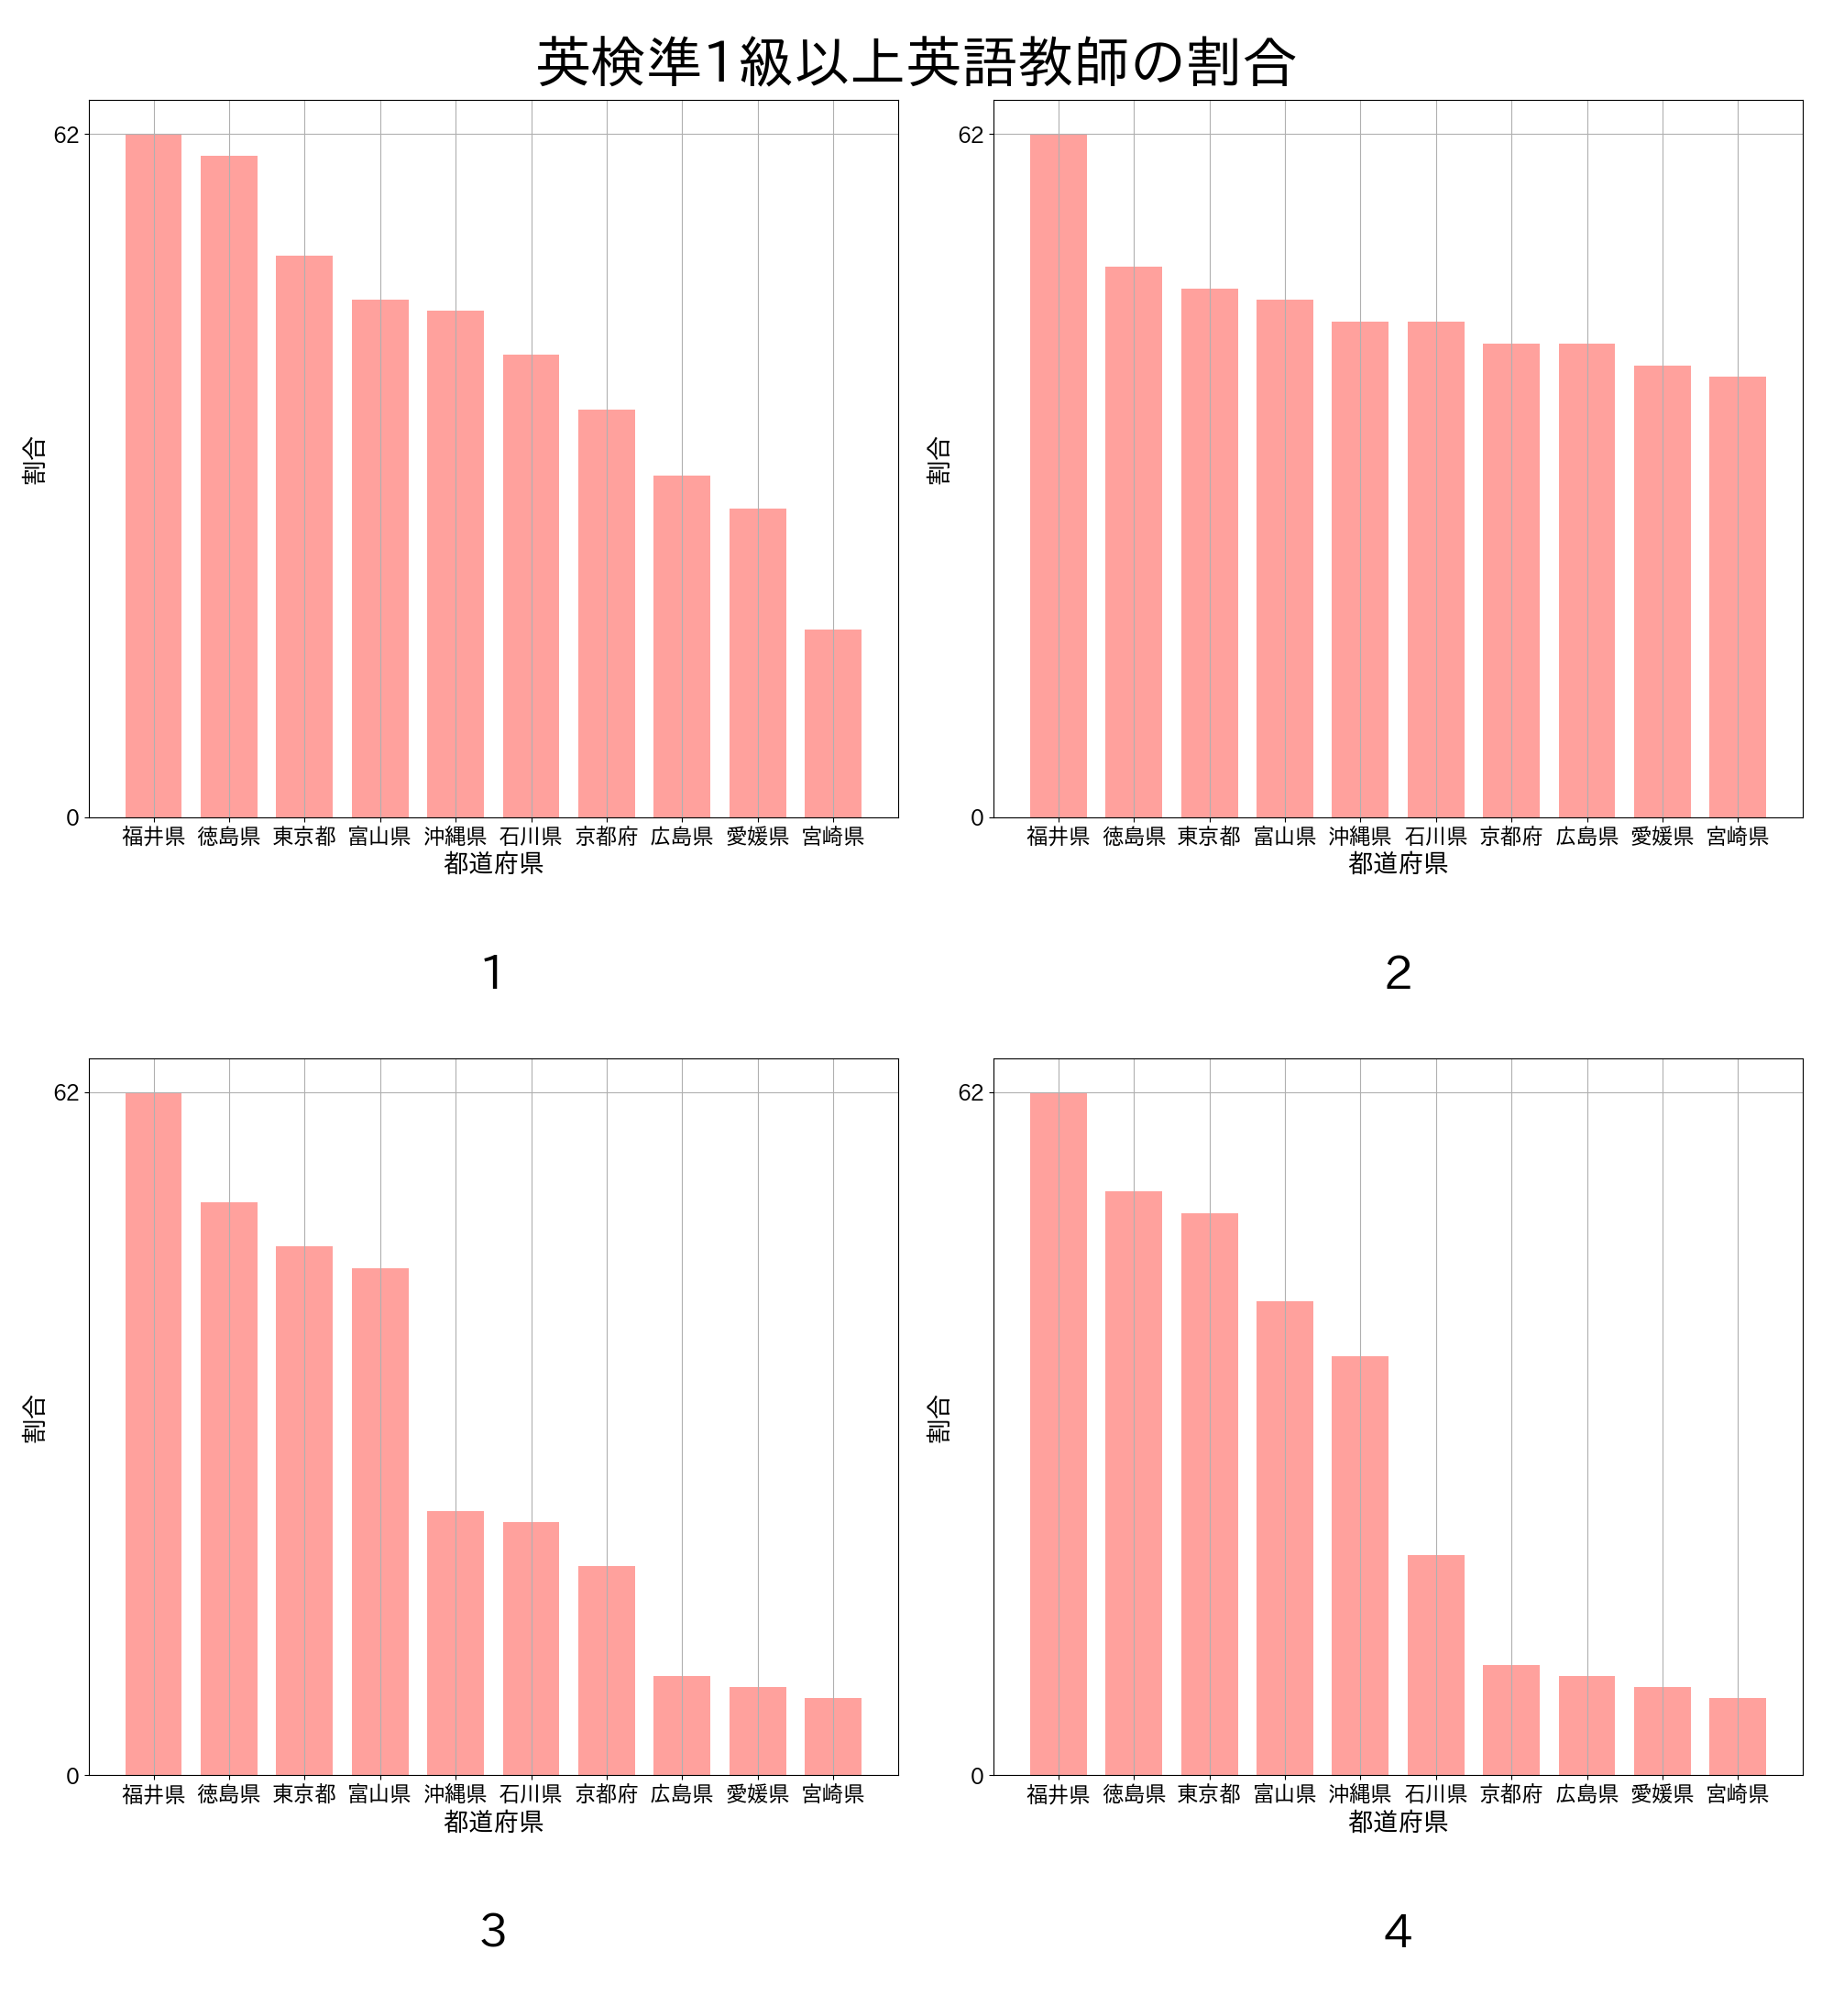 英検準1級以上英語教師の割合
62
0
割合
福井県 徳島県 東京都 富山県 沖縄県 石川県 京都府 広島県 愛媛県 宮崎県
都道府県
1
62
0
割合
福井県 徳島県 東京都 富山県 沖縄県 石川県 京都府 広島県 愛媛県 宮崎県
都道府県
2
62
0
割合
福井県 徳島県 東京都 富山県 沖縄県 石川県 京都府 広島県 愛媛県 宮崎県
都道府県
3
62
0
割合
福井県 徳島県 東京都 富山県 沖縄県 石川県 京都府 広島県 愛媛県 宮崎県
都道府県
4